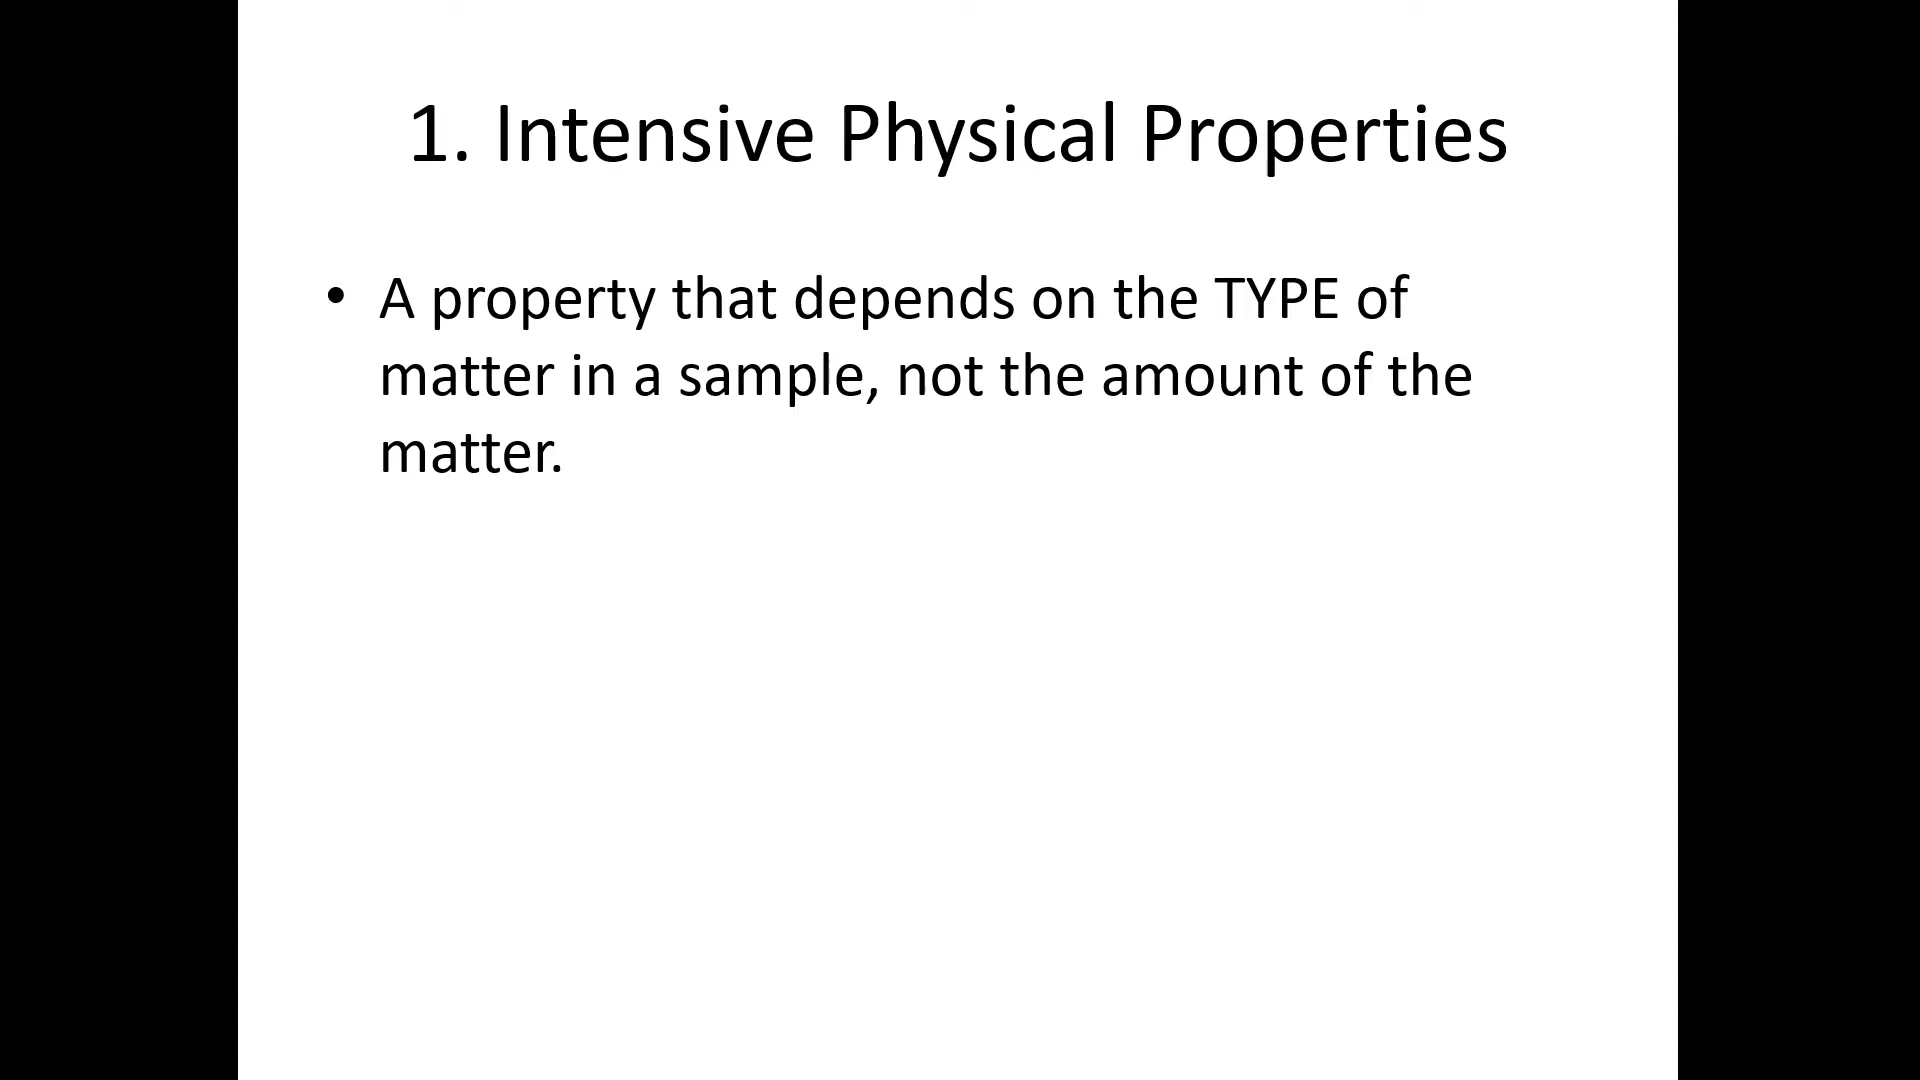 1. Intensive Physical Properties
• A property that depends on the TYPE of
matter in a sample, not the amount of the
matter.